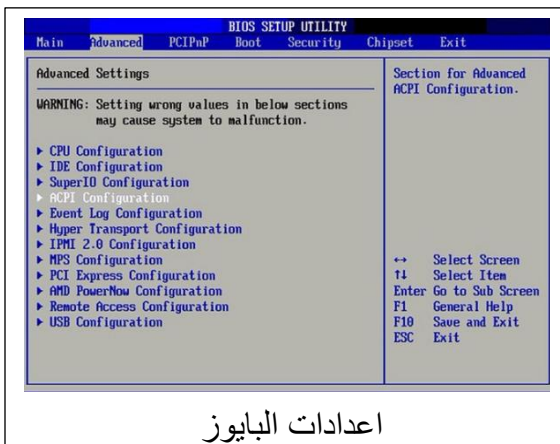 BIOS SETUP UTILITY
Main Advanced PCIPnP Boot Security Chipset Exit
Advanced Settings
WARNING: Setting wrong values in below sections
may cause system to malfunction.
▶ CPU Configuration
▶ IDE Configuration
▶ SuperIO Configuration
▶ ACPI Configuration
▶ Event Log Configuration
▶ Hyper Transport Configuration
▶ IPMI 2.0 Configuration
▶ MPS Configuration
▶ PCI Express Configuration
▶ AMD PowerNow Configuration
▶ Remote Access Configuration
▶ USB Configuration
Section for Advanced
ACPI Configuration.
↔ Select Screen
↑↓ Select Item
Enter Go to Sub Screen
F1 General Help
F10 Save and Exit
ESC Exit
اعدادات البايوز